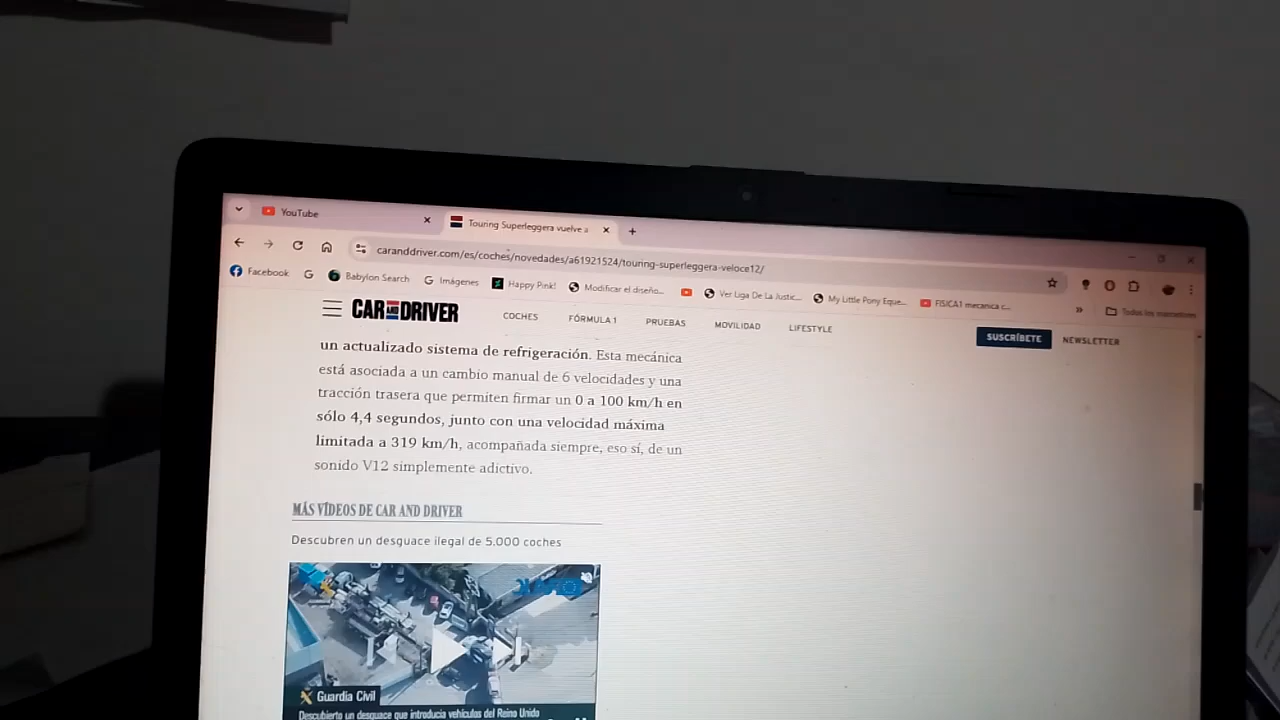 YouTube
Touring Superleggera vuelve a
caranddriver.com/es/coches/novedades/a61921524/touring-superleggera-veloce12/
Facebook
Babylon Search
Imágenes
Happy Pink!
Modificar el diseño...
Ver Liga De La Justic...
My Little Pony Eque...
FISICA1 mecanica c...
Todos los marcadores
CAR AND DRIVER
COCHES
FÓRMULA 1
PRUEBAS
MOVILIDAD
LIFESTYLE
SUSCRÍBETE
NEWSLETTER
un actualizado sistema de refrigeración. Esta mecánica
está asociada a un cambio manual de 6 velocidades y una
tracción trasera que permiten firmar un 0 a 100 km/h en
sólo 4,4 segundos, junto con una velocidad máxima
limitada a 319 km/h, acompañada siempre, eso sí, de un
sonido V12 simplemente adictivo.
MÁS VÍDEOS DE CAR AND DRIVER
Descubren un desguace ilegal de 5.000 coches
Guardia Civil
Descubierto un desguace que introducía vehículos del Reino Unido